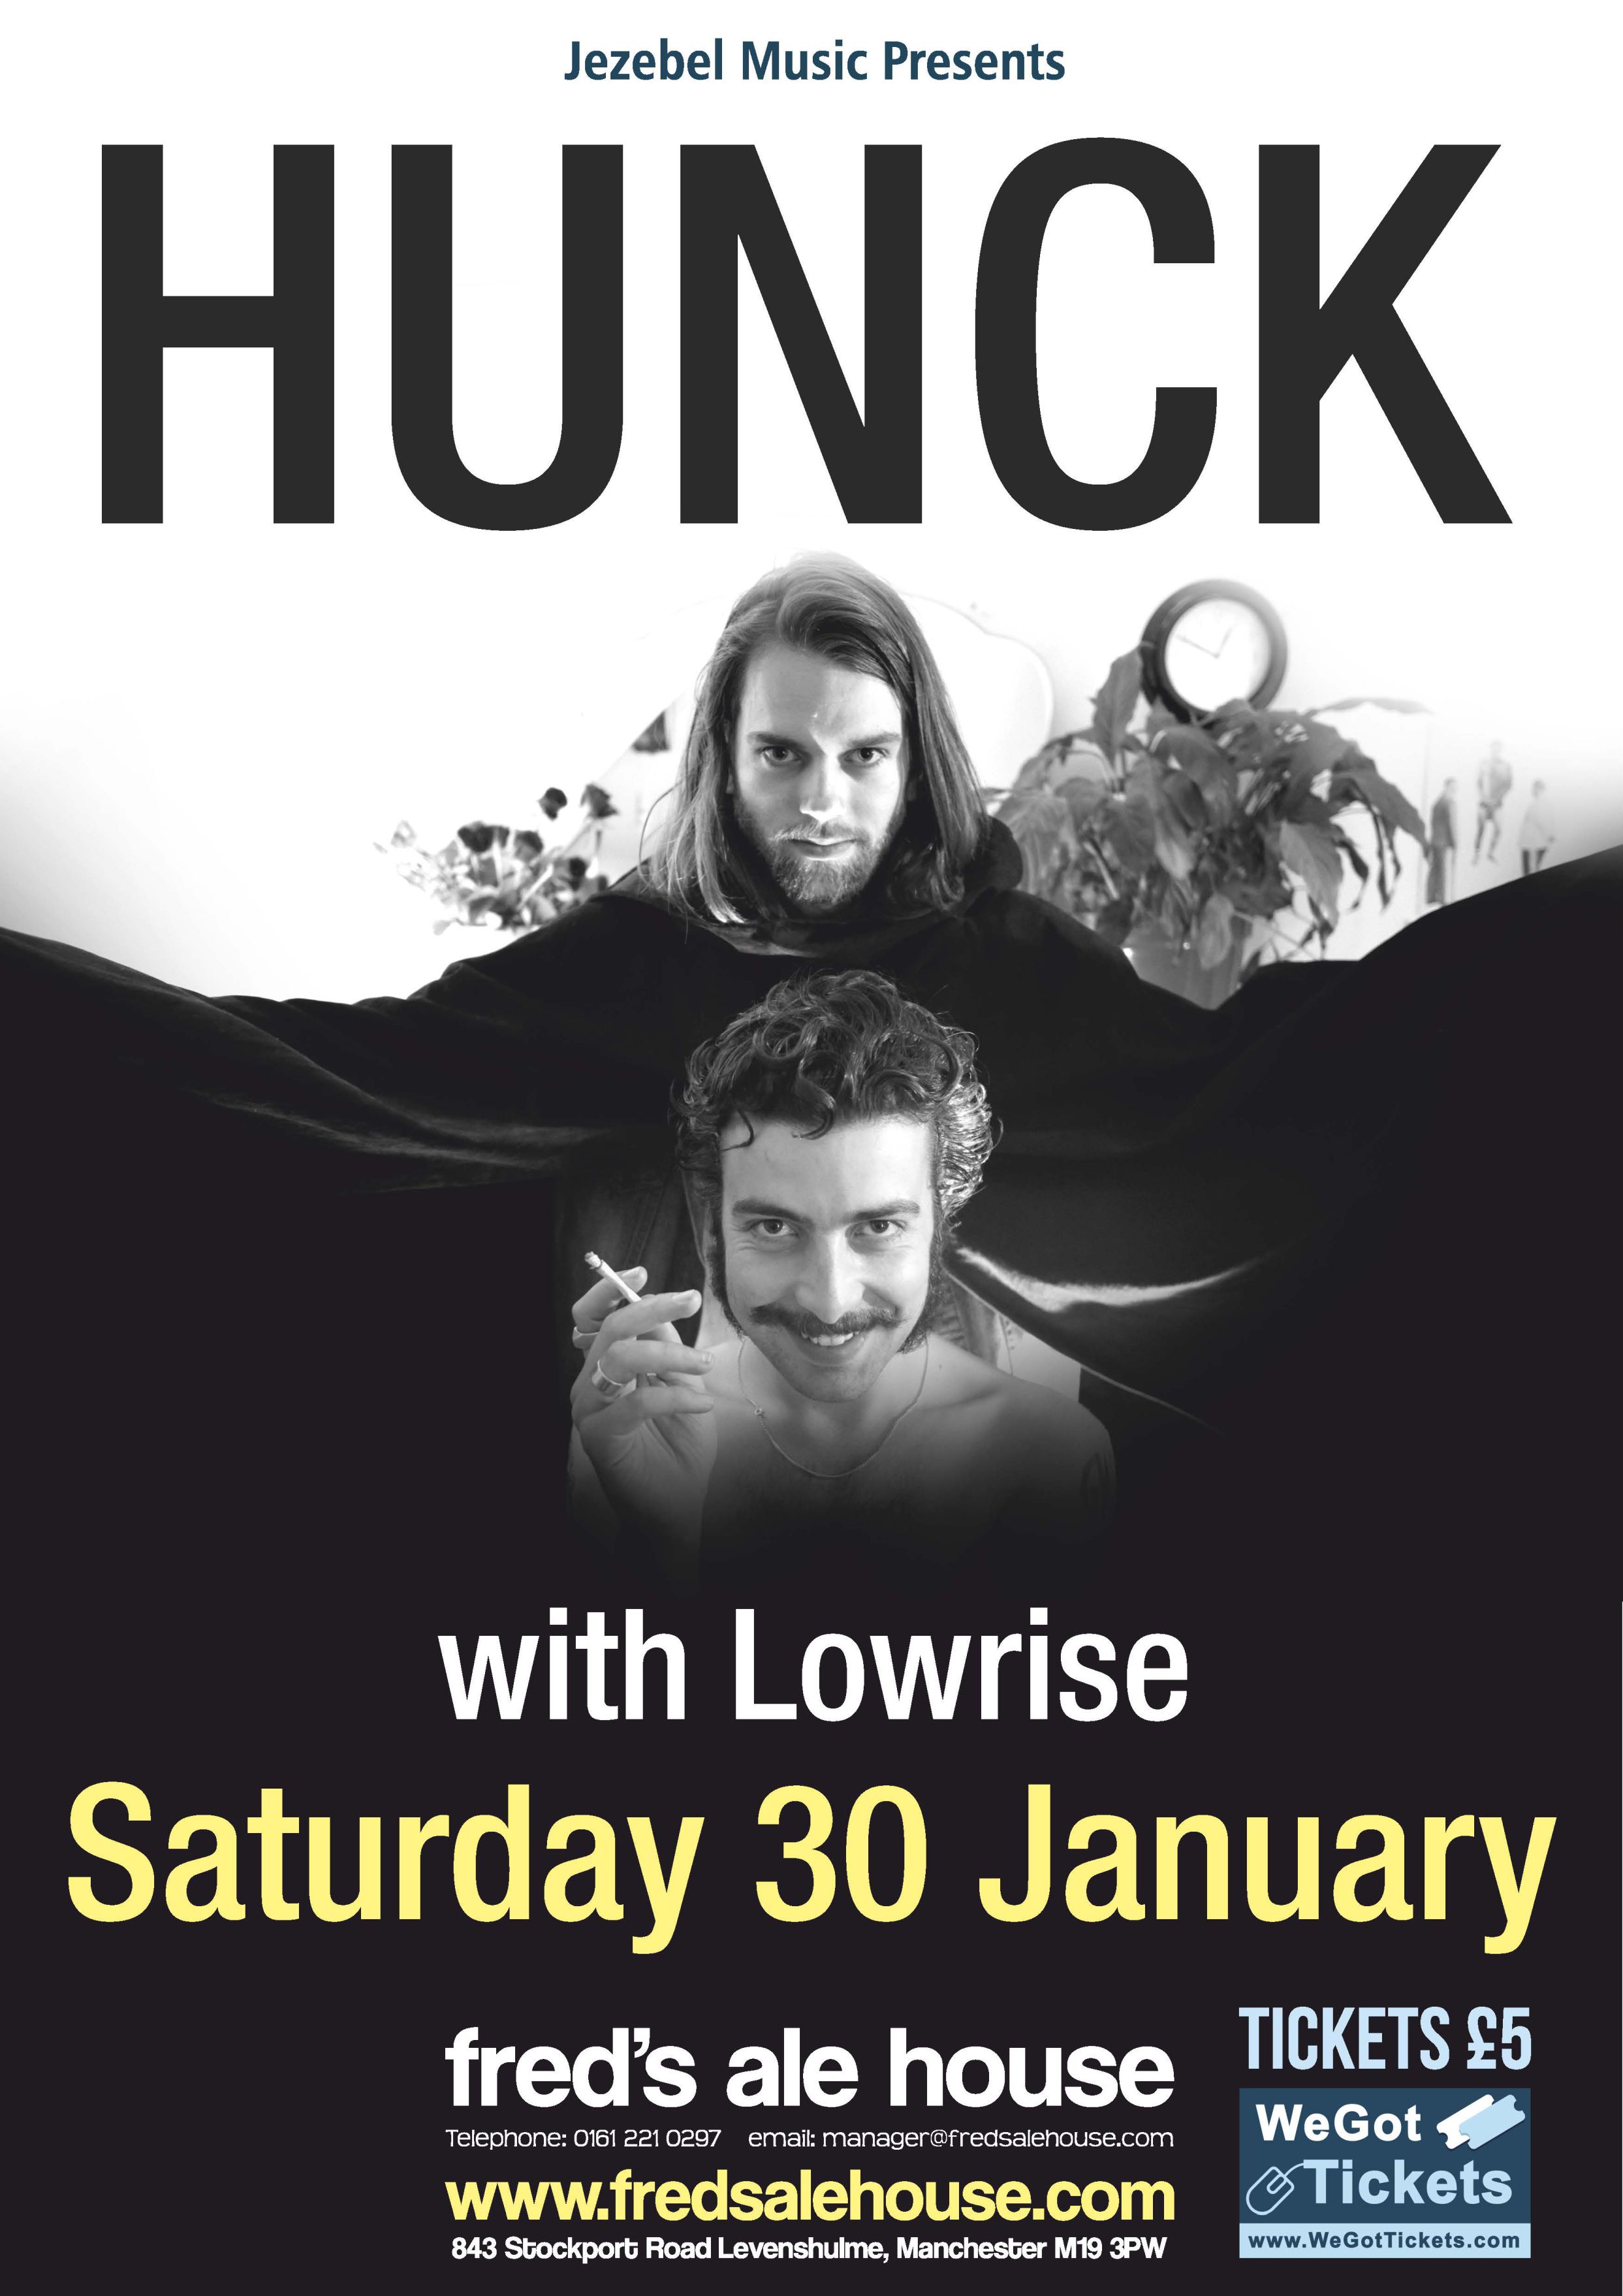 Jezebel Music Presents
HUNCK
with Lowrise
Saturday 30 January
fred's ale house
Telephone: 0161 221 0297 email: manager@fredsalehouse.com
www.fredsalehouse.com
843 Stockport Road Levenshulme, Manchester M19 3PW
TICKETS £5
WeGot
Tickets
www.WeGotTickets.com